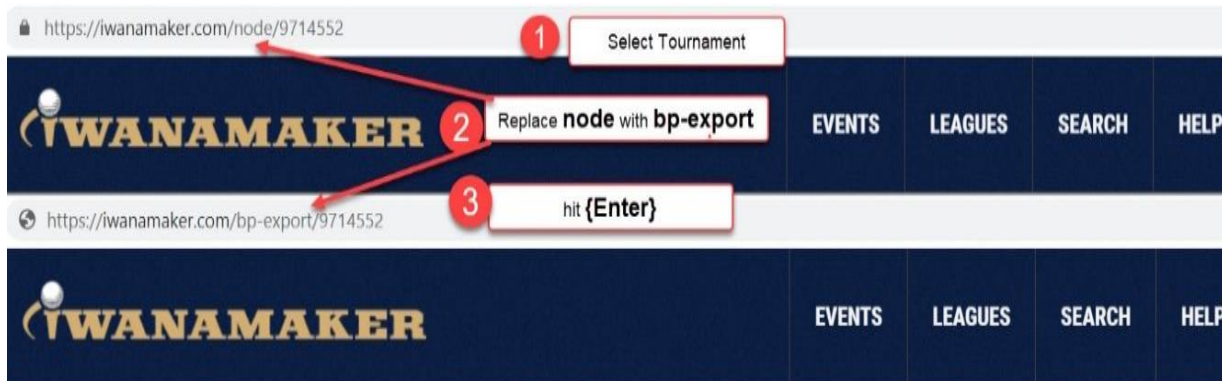 https://iwanamaker.com/node/9714552
1
Select Tournament
iWANAMAKER
2
Replace node with bp-export
EVENTS
LEAGUES
SEARCH
HELP
3
hit {Enter}
https://iwanamaker.com/bp-export/9714552
iWANAMAKER
EVENTS
LEAGUES
SEARCH
HELP